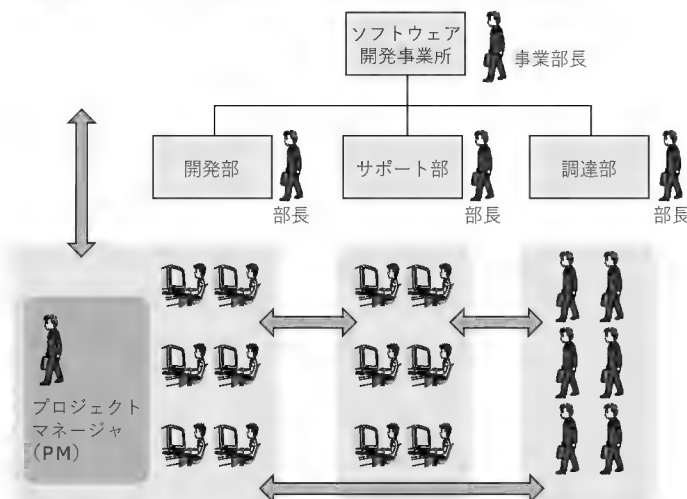 ソフトウェア
開発事業所
事業部長
開発部
サポート部
調達部
部長
部長
部長
プロジェクト
マネージャ
(PM)